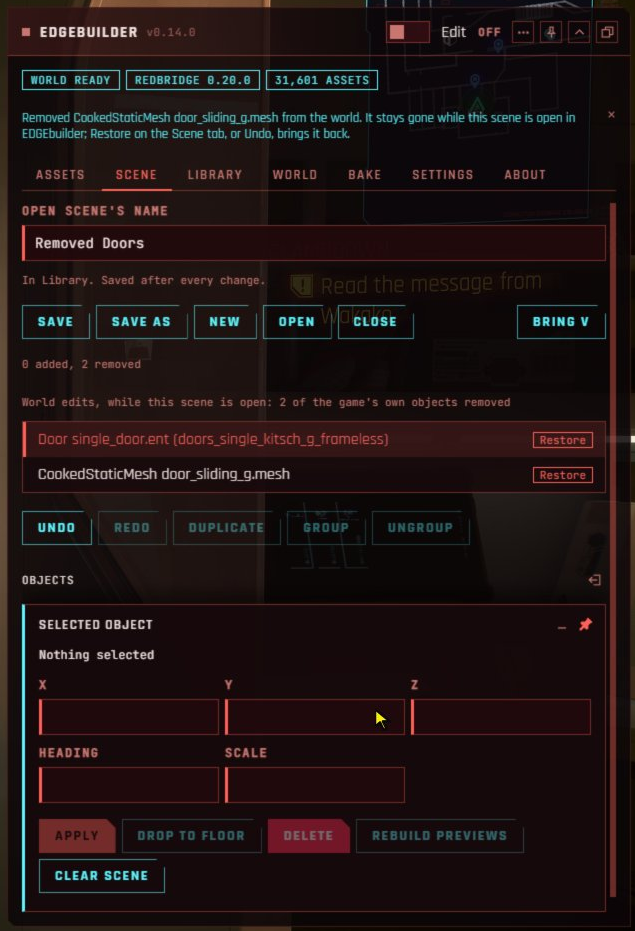 EDGEBUILDER v0.14.0 Edit OFF
WORLD READY REDBRIDGE 0.20.0 31,601 ASSETS
Removed CookedStaticMesh door_sliding_g.mesh from the world. It stays gone while this scene is open in
EDGEbuilder; Restore on the Scene tab, or Undo, brings it back.
ASSETS SCENE LIBRARY WORLD BAKE SETTINGS ABOUT
OPEN SCENE'S NAME
Removed Doors
In Library. Saved after every change.
Read the message from
Wakako
SAVE SAVE AS NEW OPEN CLOSE BRING V
0 added, 2 removed
World edits, while this scene is open: 2 of the game's own objects removed
Door single_door.ent (doors_single_kitsch_g_frameless) Restore
CookedStaticMesh door_sliding_g.mesh Restore
UNDO REDO DUPLICATE GROUP UNGROUP
OBJECTS
SELECTED OBJECT
Nothing selected
X Y Z
HEADING SCALE
APPLY DROP TO FLOOR DELETE REBUILD PREVIEWS
CLEAR SCENE